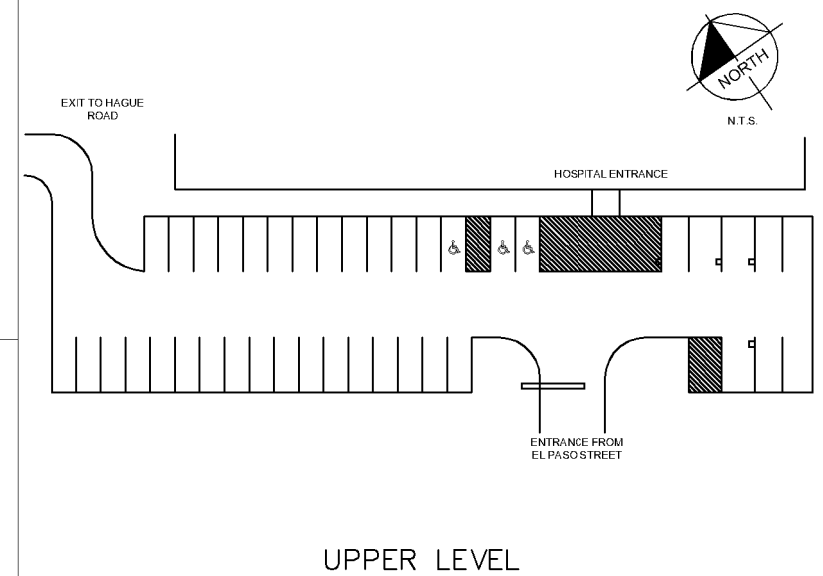 NORTH
N.T.S.
EXIT TO HAGUE
ROAD
HOSPITAL ENTRANCE
ENTRANCE FROM
EL PASO STREET
UPPER LEVEL